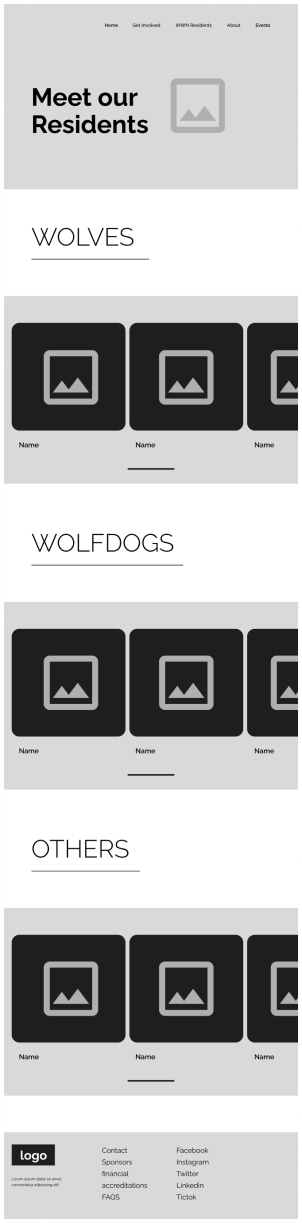 Home Get Involved Residents About Events
Meet our
Residents
WOLVES
Name Name Name
WOLFDOGS
Name Name Name
OTHERS
Name Name Name
logo
Lorem ipsum dolor sit amet,
consectetur adipiscing elit.
Contact
Sponsors
financial
accreditations
FAQS
Facebook
Instagram
Twitter
Linkedin
Tictok